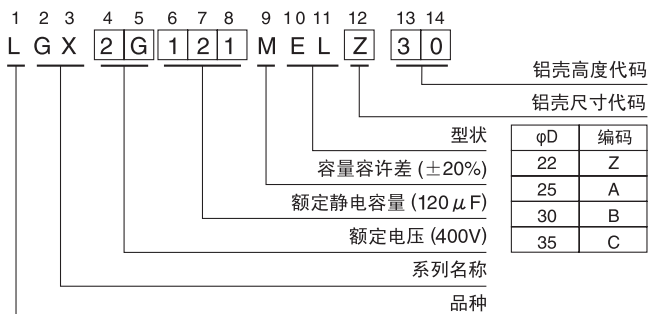 1 2 3 4 5 6 7 8 9 10 11 12 13 14
L G X 2 G 1 2 1 M E L Z 3 0
铝壳高度代码
铝壳尺寸代码
型状
容量容许差 (±20%)
额定静电容量 (120μF)
额定电压 (400V)
系列名称
品种
φD 编码
22 Z
25 A
30 B
35 C